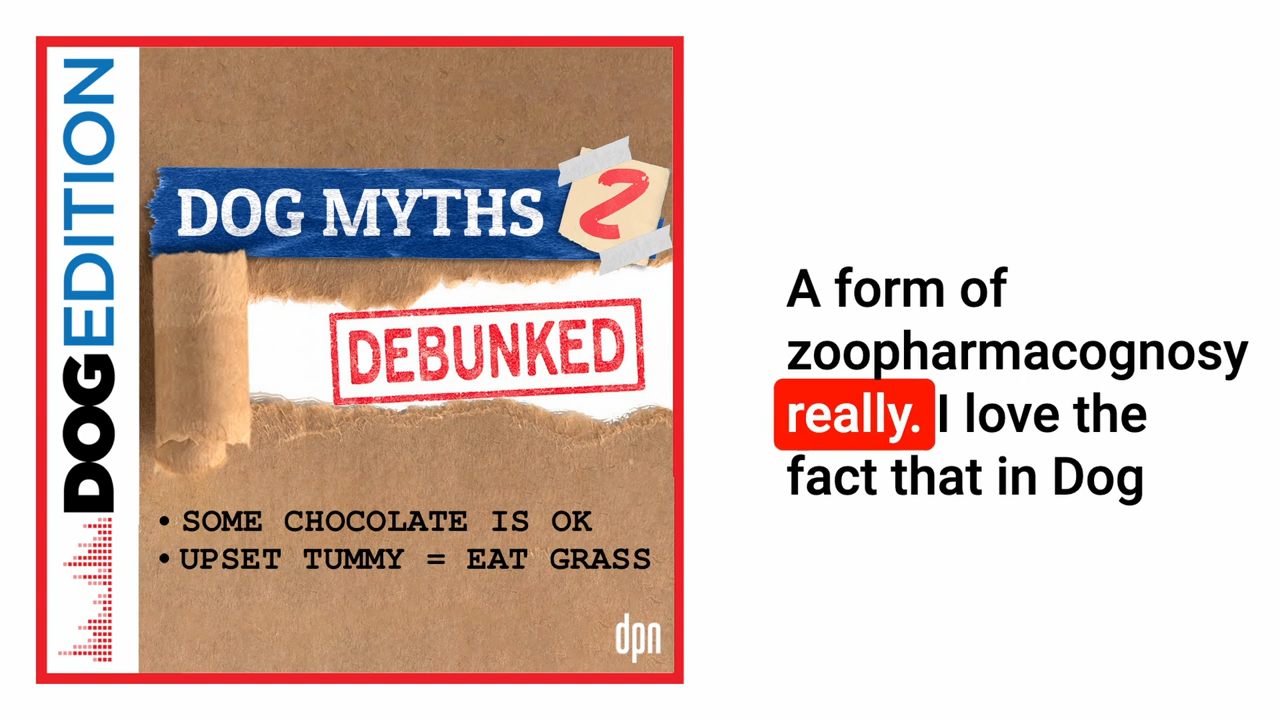 DOGEDITION
DOG MYTHS 2
DEBUNKED
• SOME CHOCOLATE IS OK
• UPSET TUMMY = EAT GRASS
dpn
A form of
zoopharmacognosy
really. I love the
fact that in Dog